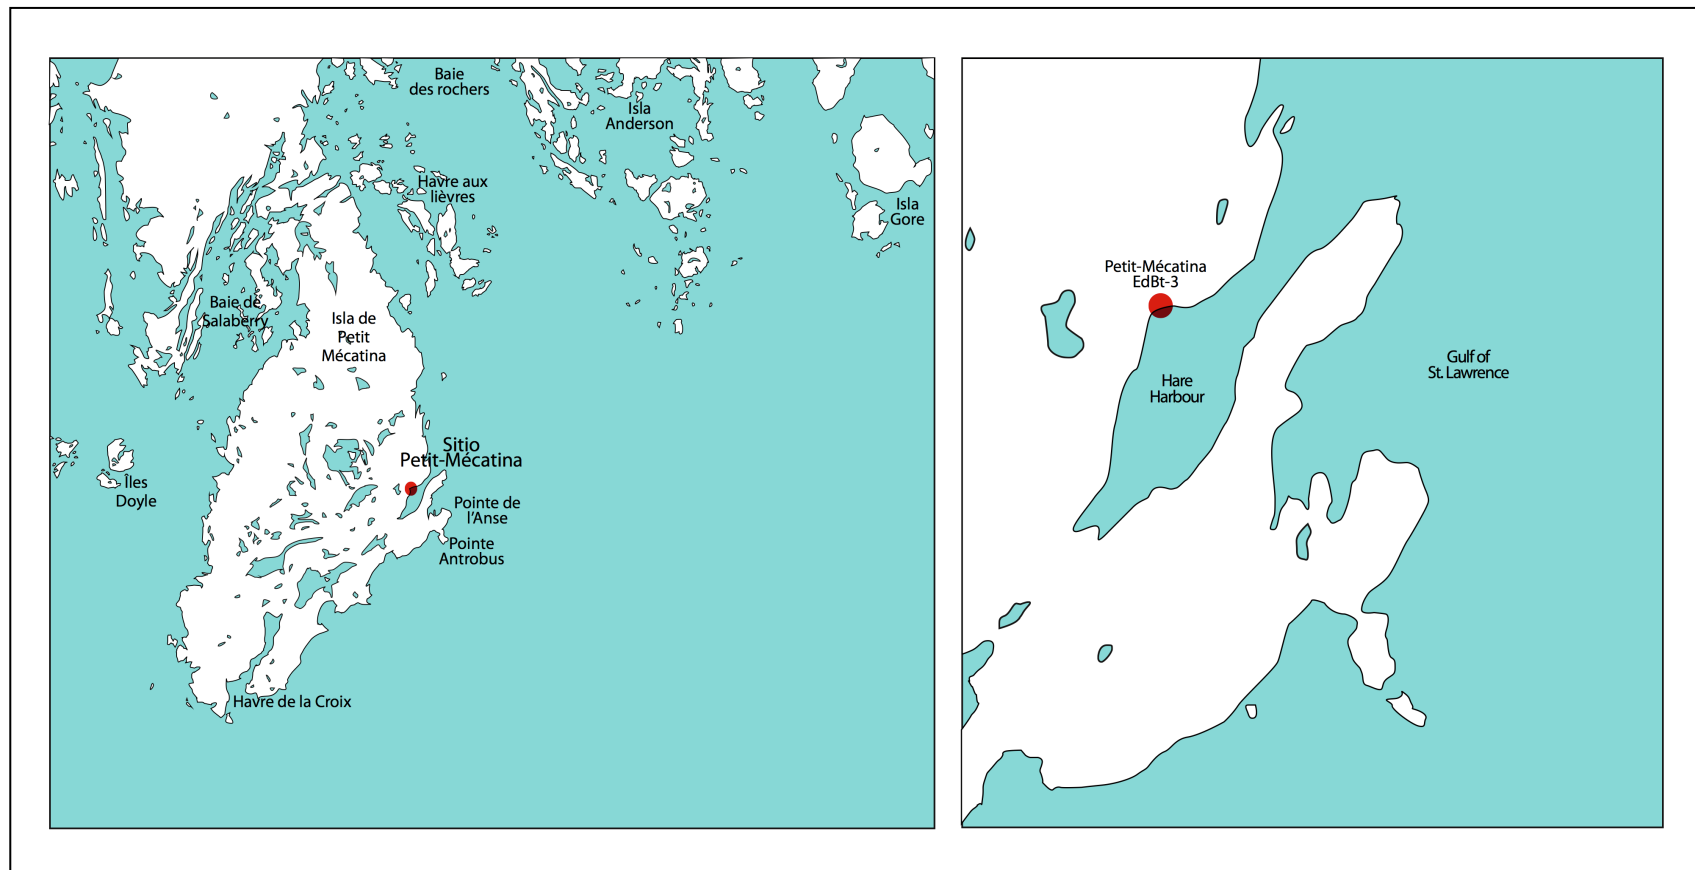 Baie
des rochers
Isla
Anderson
Havre aux
lièvres
Isla
Gore
Baie de
Salaberry
Isla de
Petit
Mécatina
Sitio
Petit-Mécatina
Îles
Doyle
Pointe de
l'Anse
Pointe
Antrobus
Havre de la Croix
Petit-Mécatina
EdBt-3
Hare
Harbour
Gulf of
St. Lawrence